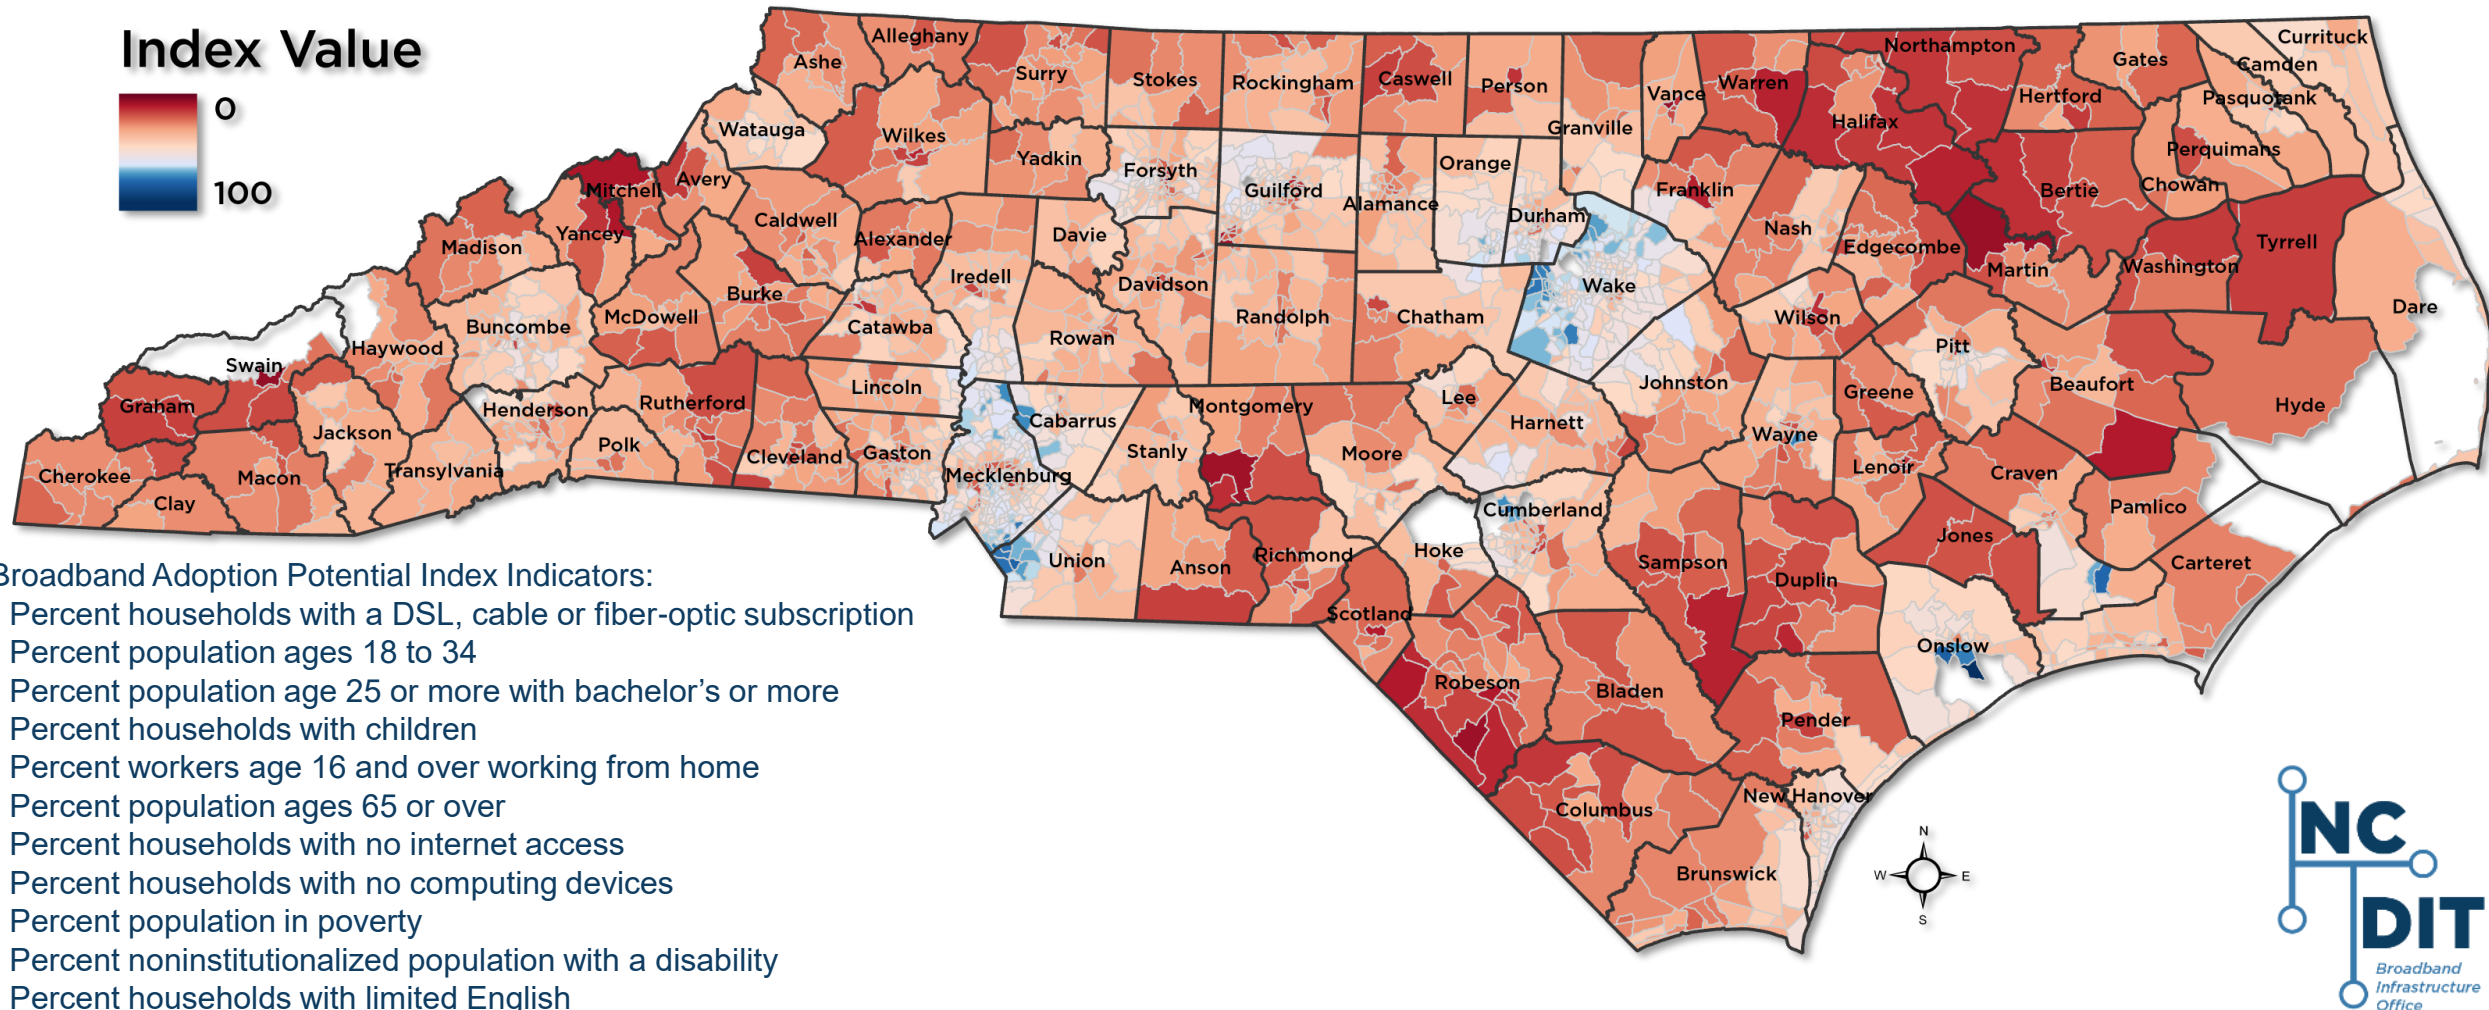 Index Value
0
100
Alleghany
Ashe
Surry
Stokes
Rockingham
Caswell
Person
Vance
Warren
Northampton
Gates
Currituck
Camden
Pasquotank
Hertford
Halifax
Granville
Watauga
Wilkes
Yadkin
Forsyth
Guilford
Orange
Alamance
Durham
Franklin
Perquimans
Chowan
Bertie
Mitchell
Avery
Caldwell
Alexander
Davie
Nash
Edgecombe
Martin
Washington
Tyrrell
Dare
Madison
Yancey
Iredell
Davidson
Burke
McDowell
Buncombe
Catawba
Rowan
Randolph
Chatham
Wake
Wilson
Pitt
Swain
Haywood
Graham
Henderson
Rutherford
Lincoln
Cabarrus
Montgomery
Lee
Johnston
Greene
Beaufort
Hyde
Jackson
Polk
Cleveland
Gaston
Stanly
Moore
Harnett
Wayne
Lenoir
Craven
Cherokee
Macon
Transylvania
Mecklenburg
Clay
Cumberland
Pamlico
Union
Anson
Richmond
Hoke
Sampson
Duplin
Jones
Carteret
Scotland
Onslow
Robeson
Bladen
Pender
Columbus
New Hanover
Brunswick
Broadband Adoption Potential Index Indicators:
Percent households with a DSL, cable or fiber-optic subscription
Percent population ages 18 to 34
Percent population age 25 or more with bachelor’s or more
Percent households with children
Percent workers age 16 and over working from home
Percent population ages 65 or over
Percent households with no internet access
Percent households with no computing devices
Percent population in poverty
Percent noninstitutionalized population with a disability
Percent households with limited English
N
W E
S
NC
DIT
Broadband
Infrastructure
Office